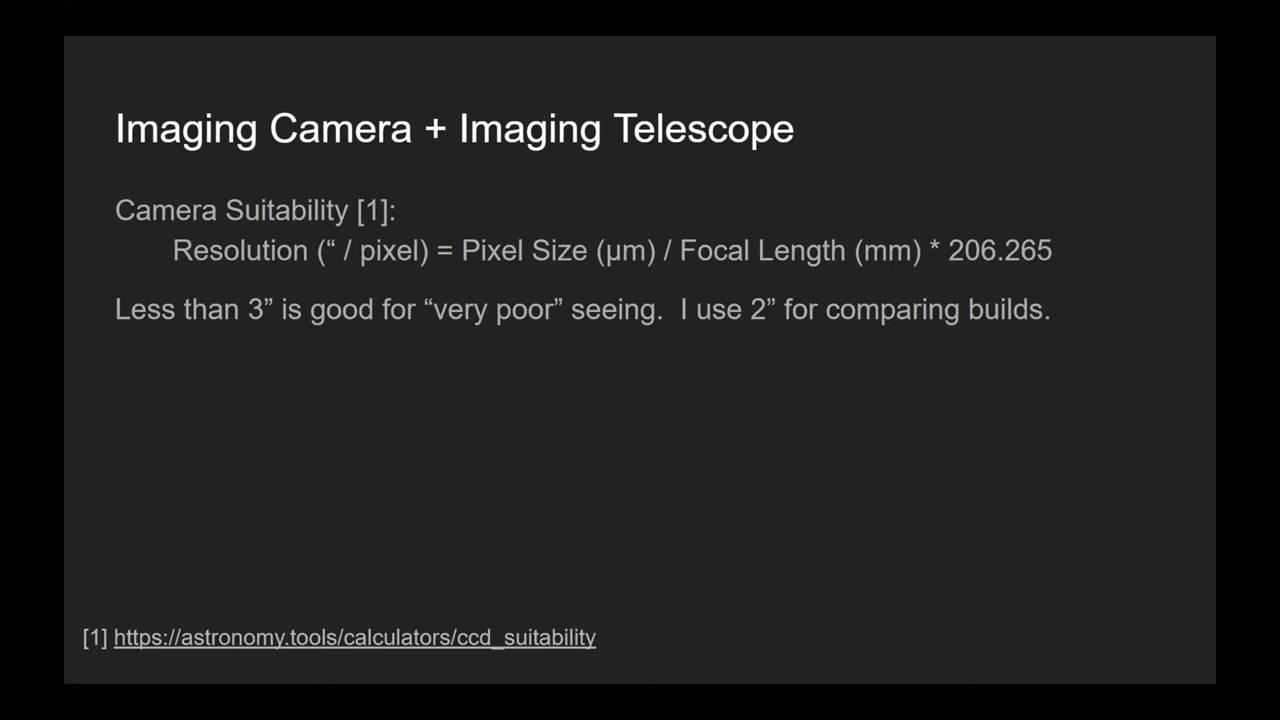 Imaging Camera + Imaging Telescope
Camera Suitability [1]:
Resolution (“ / pixel) = Pixel Size (μm) / Focal Length (mm) * 206.265
Less than 3” is good for “very poor” seeing.  I use 2” for comparing builds.
[1] https://astronomy.tools/calculators/ccd_suitability